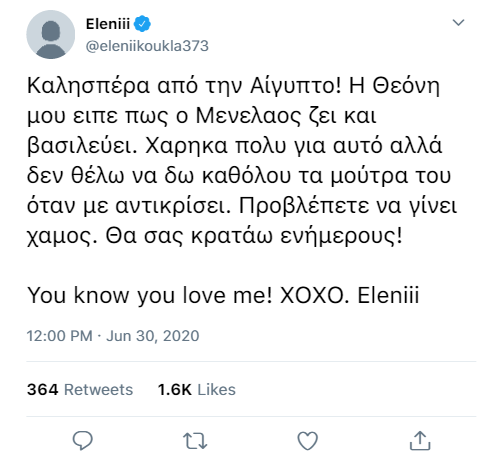 Eleniii
@eleniikoukla373
Καλησπέρα από την Αίγυπτο! Η Θεόνη
μου ειπε πως ο Μενελαος ζει και
βασιλεύει. Χαρηκα πολυ για αυτό αλλά
δεν θέλω να δω καθόλου τα μούτρα του
όταν με αντικρίσει. Προβλέπετε να γίνει
χαμος. Θα σας κρατάω ενήμερους!
You know you love me! XOXO. Eleniii
12:00 PM · Jun 30, 2020
364 Retweets 1.6K Likes